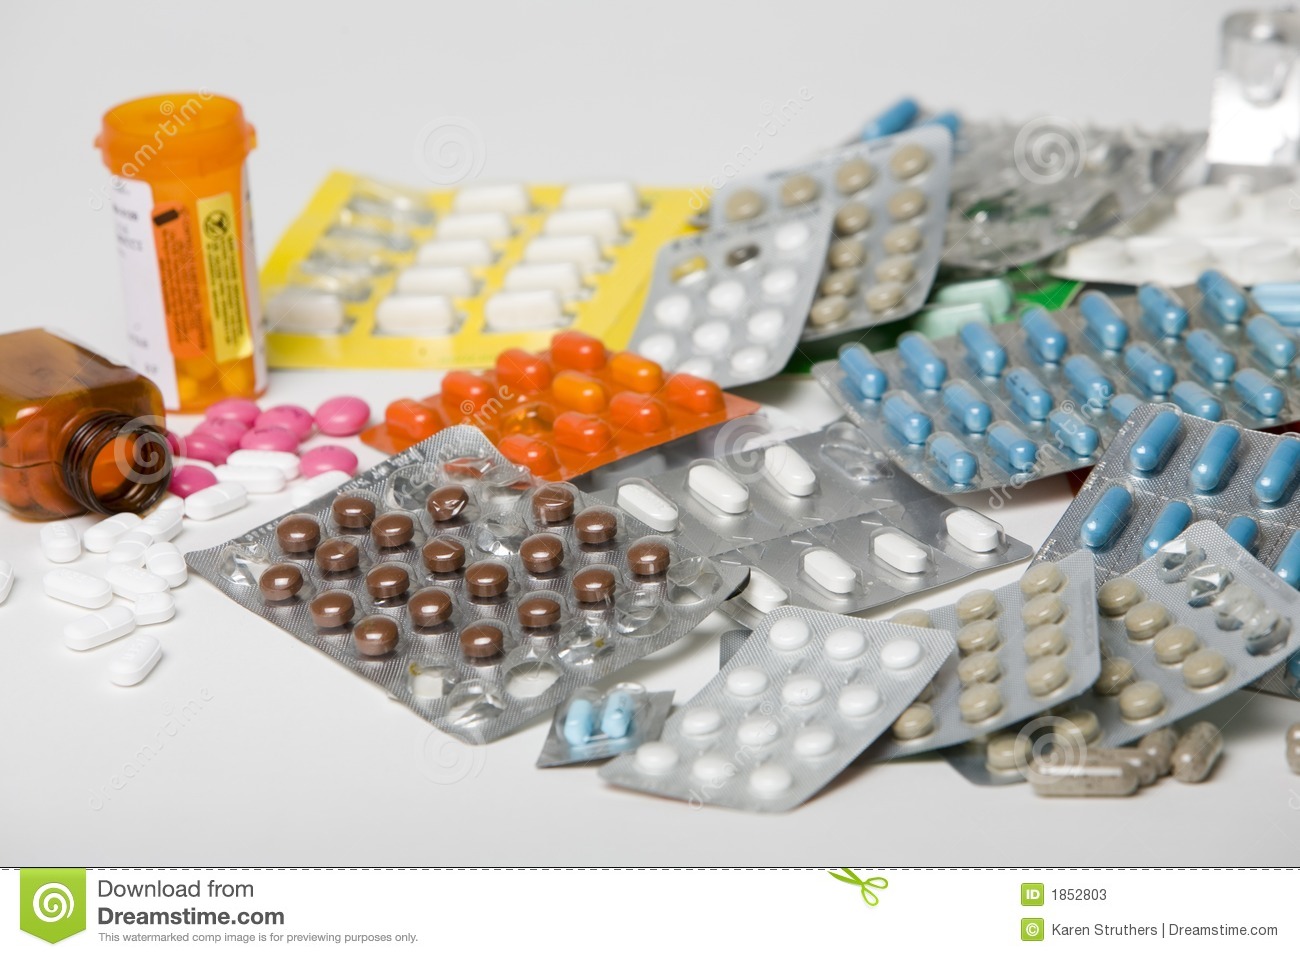 dreamstime
Download from
Dreamstime.com
This watermarked comp image is for previewing purposes only.
ID 1852803
© Karen Struthers | Dreamstime.com